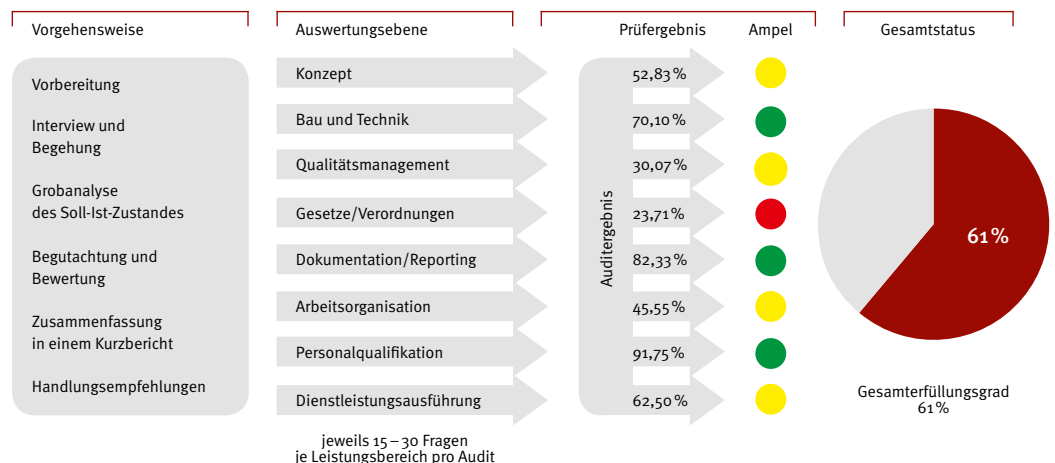 Vorgehensweise
Auswertungsebene
Prüfergebnis
Ampel
Gesamtstatus
Vorbereitung
Interview und
Begehung
Grobanalyse
des Soll-Ist-Zustandes
Begutachtung und
Bewertung
Zusammenfassung
in einem Kurzbericht
Handlungsempfehlungen
Konzept
Bau und Technik
Qualitätsmanagement
Gesetze/Verordnungen
Dokumentation/Reporting
Arbeitsorganisation
Personalqualifikation
Dienstleistungsausführung
jeweils 15 – 30 Fragen
je Leistungsbereich pro Audit
Auditergebnis
52,83 %
70,10 %
30,07 %
23,71 %
82,33 %
45,55 %
91,75 %
62,50 %
61 %
Gesamterfüllungsgrad
61 %